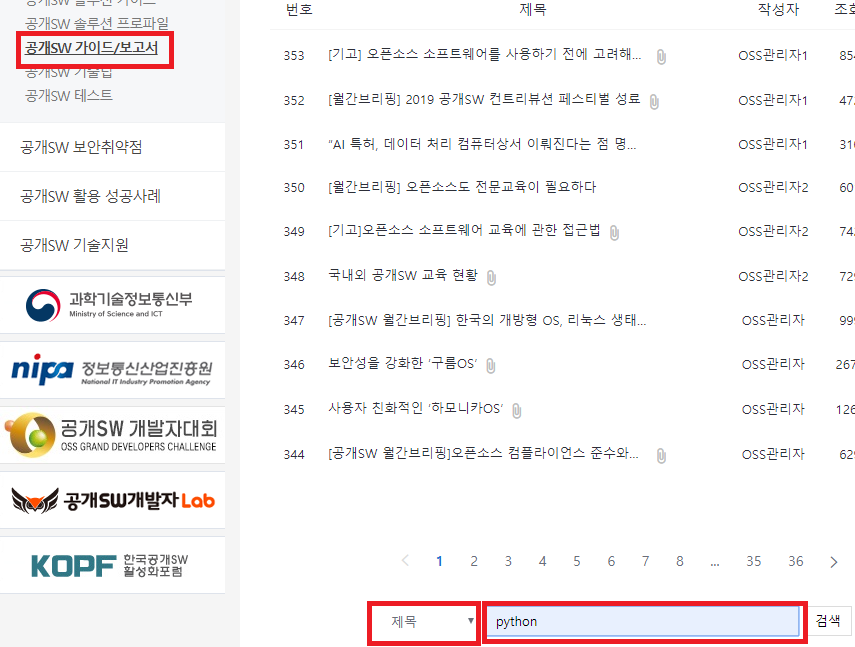 공개SW 솔루션 가이드
공개SW 솔루션 프로파일
공개SW 가이드/보고서
공개SW 기술탑
공개SW 테스트
공개SW 보안취약점
공개SW 활용 성공사례
공개SW 기술지원
과학기술정보통신부
Ministry of Science and ICT
nipa 정보통신산업진흥원
National IT Industry Promotion Agency
공개SW 개발자대회
OSS GRAND DEVELOPERS CHALLENGE
공개SW개발자 Lab
KOPF 한국공개SW
활성화포럼
번호 제목 작성자 조회
353 [기고] 오픈소스 소프트웨어를 사용하기 전에 고려해... OSS관리자1 854
352 [월간브리핑] 2019 공개SW 컨트리뷰션 페스티벌 성료 OSS관리자1 47
351 “AI 특허, 데이터 처리 컴퓨터상서 이뤄진다는 점 명... OSS관리자1 310
350 [월간브리핑] 오픈소스도 전문교육이 필요하다 OSS관리자2 60
349 [기고]오픈소스 소프트웨어 교육에 관한 접근법 OSS관리자2 74
348 국내외 공개SW 교육 현황 OSS관리자2 729
347 [공개SW 월간브리핑] 한국의 개방형 OS, 리눅스 생태... OSS관리자 999
346 보안성을 강화한 ‘구름OS’ OSS관리자 267
345 사용자 진화적인 ‘하모니카OS’ OSS관리자 126
344 [공개SW 월간브리핑]오픈소스 컴플라이언스 준수와... OSS관리자 629
< 1 2 3 4 5 6 7 8 ... 35 36 >
제목 ▼ python 검색